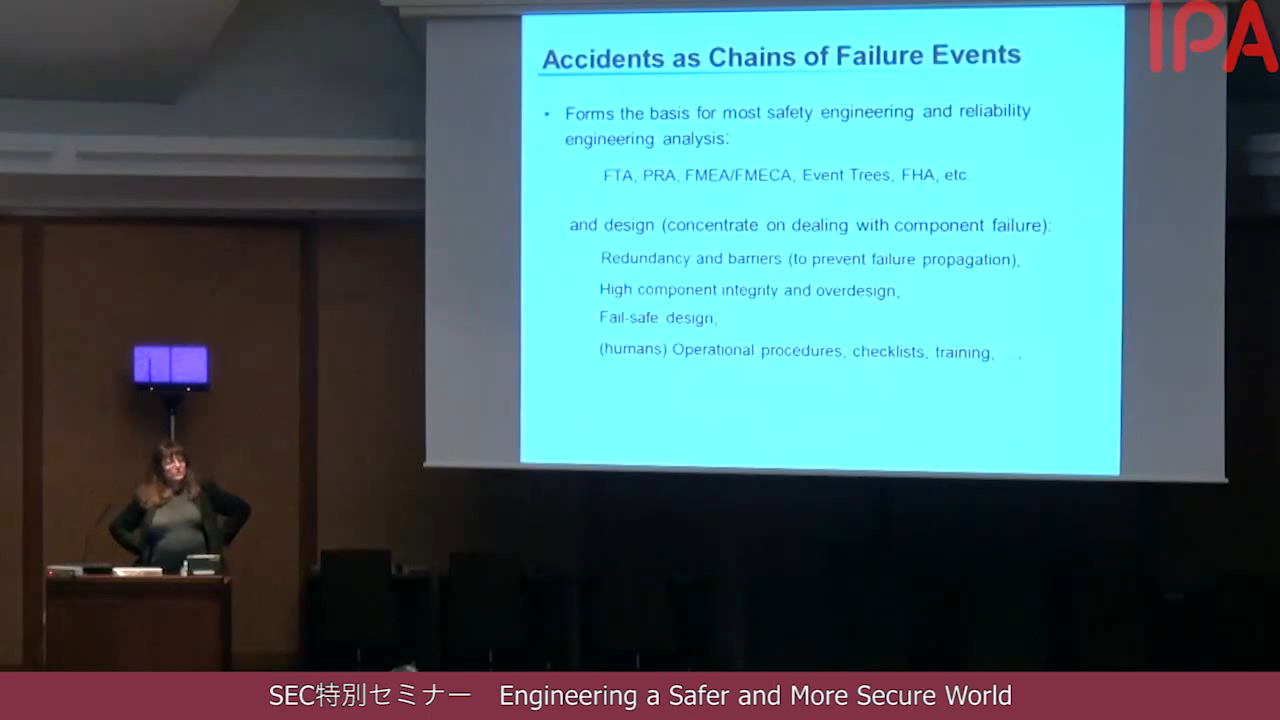 IPA
Accidents as Chains of Failure Events
• Forms the basis for most safety engineering and reliability
engineering analysis:
FTA, PRA, FMEA/FMECA, Event Trees, FHA, etc.
and design (concentrate on dealing with component failure):
Redundancy and barriers (to prevent failure propagation),
High component integrity and overdesign,
Fail-safe design,
(humans) Operational procedures, checklists, training, ...
SEC特別セミナー Engineering a Safer and More Secure World